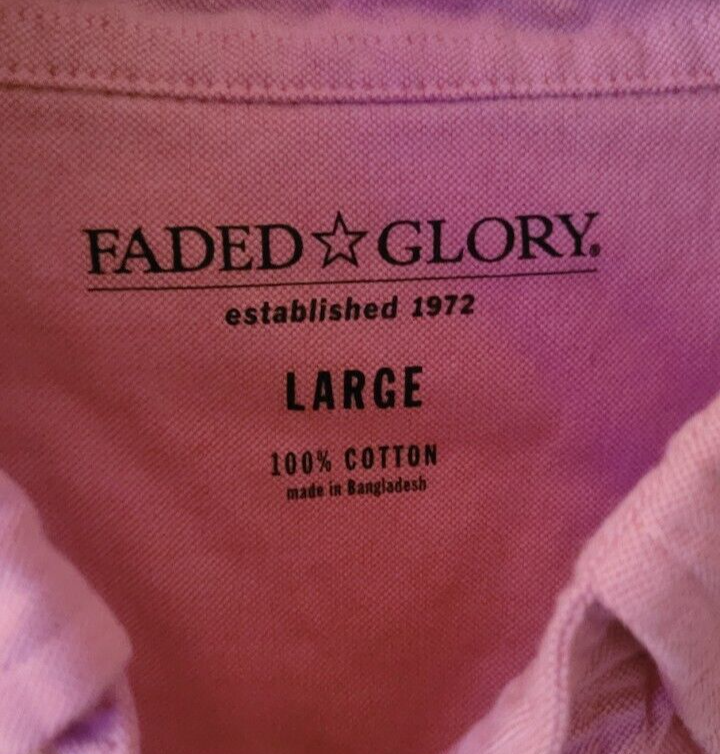 FADED☆GLORY®
established 1972
LARGE
100% COTTON
made in Bangladesh